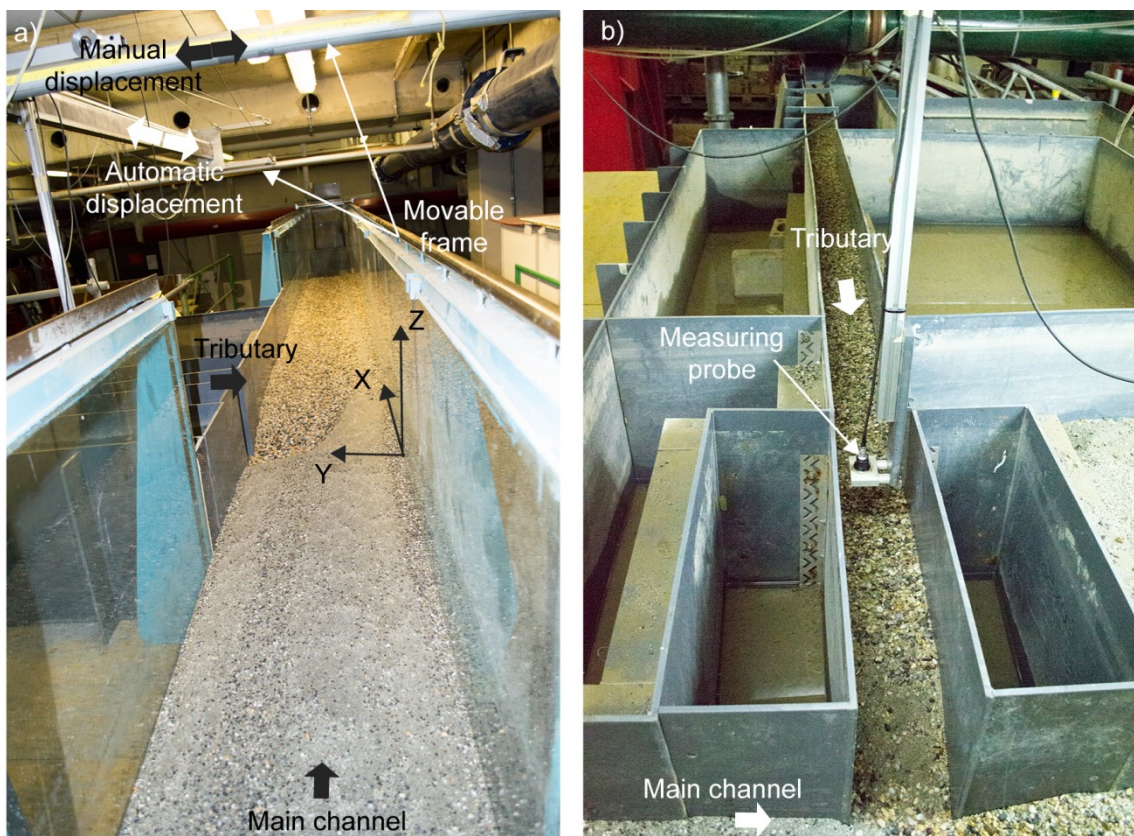 a)
Manual
displacement
Automatic
displacement
Movable
frame
Tributary
Z
X
Y
Main channel
b)
Tributary
Measuring
probe
Main channel